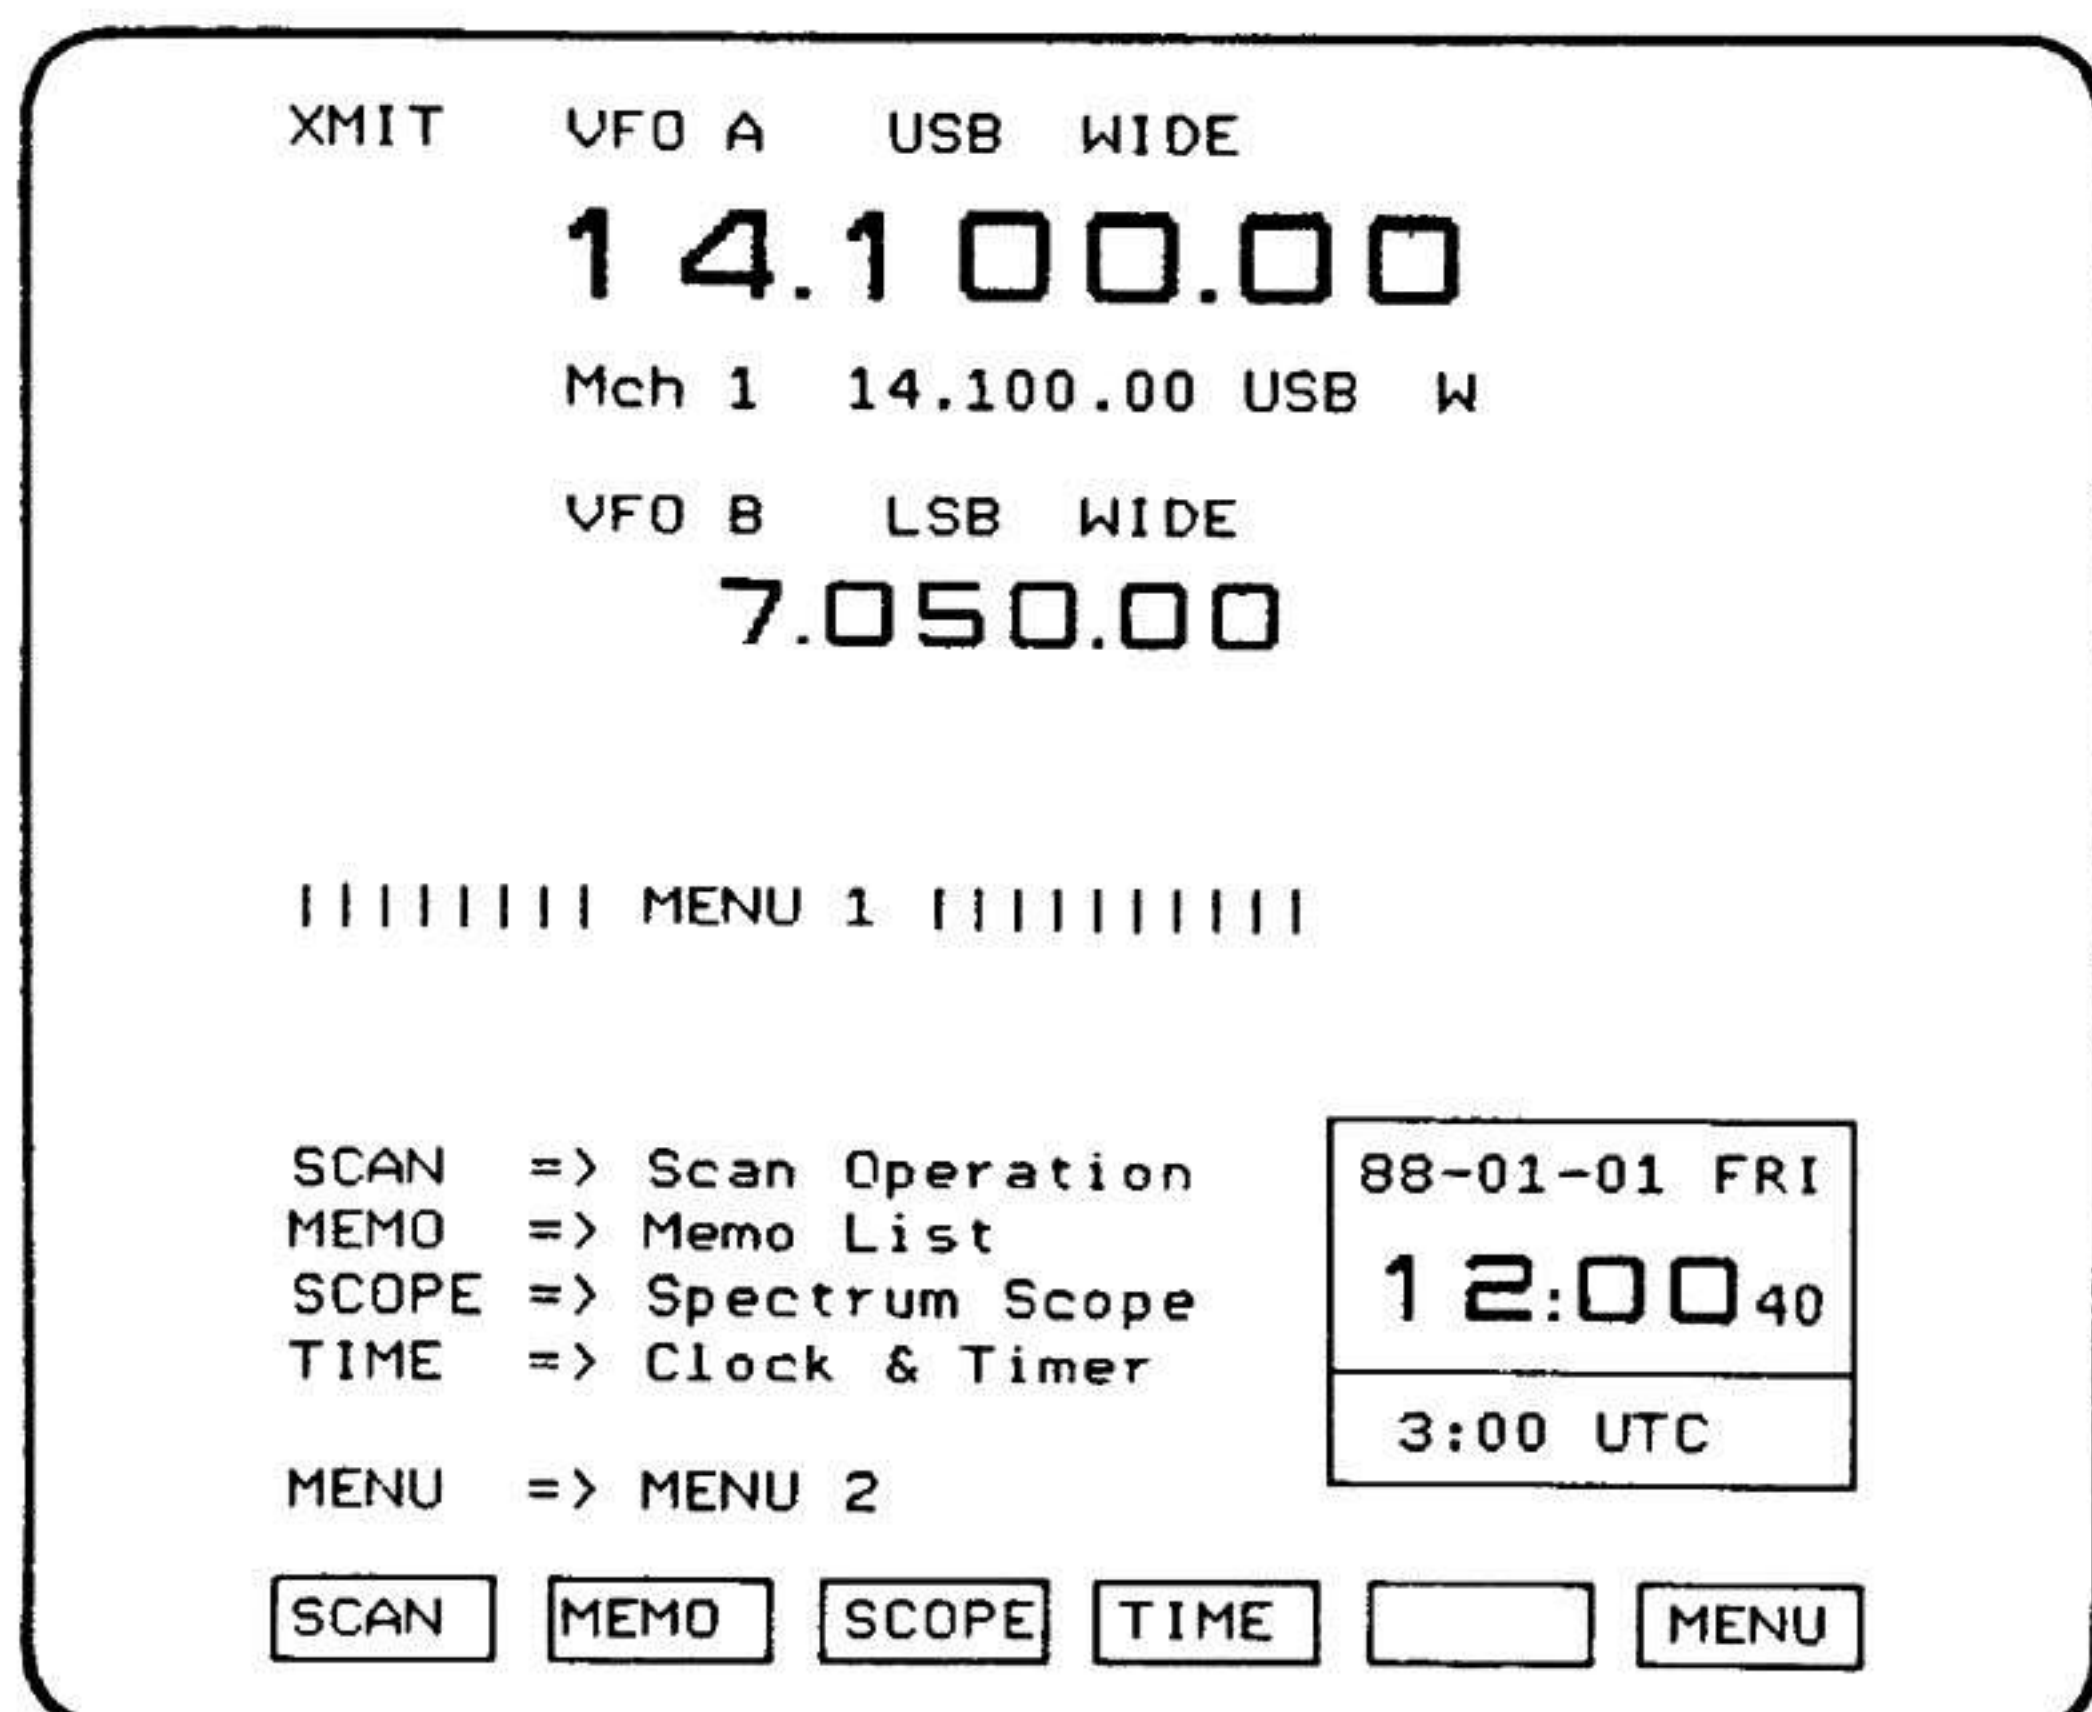 XMIT VFO A USB WIDE
14.100.00
Mch 1 14.100.00 USB W
VFO B LSB WIDE
7.050.00
|||||||| MENU 1 ||||||||||
SCAN => Scan Operation
MEMO => Memo List
SCOPE => Spectrum Scope
TIME => Clock & Timer
MENU => MENU 2
88-01-01 FRI
12:00 40
3:00 UTC
SCAN MEMO SCOPE TIME MENU